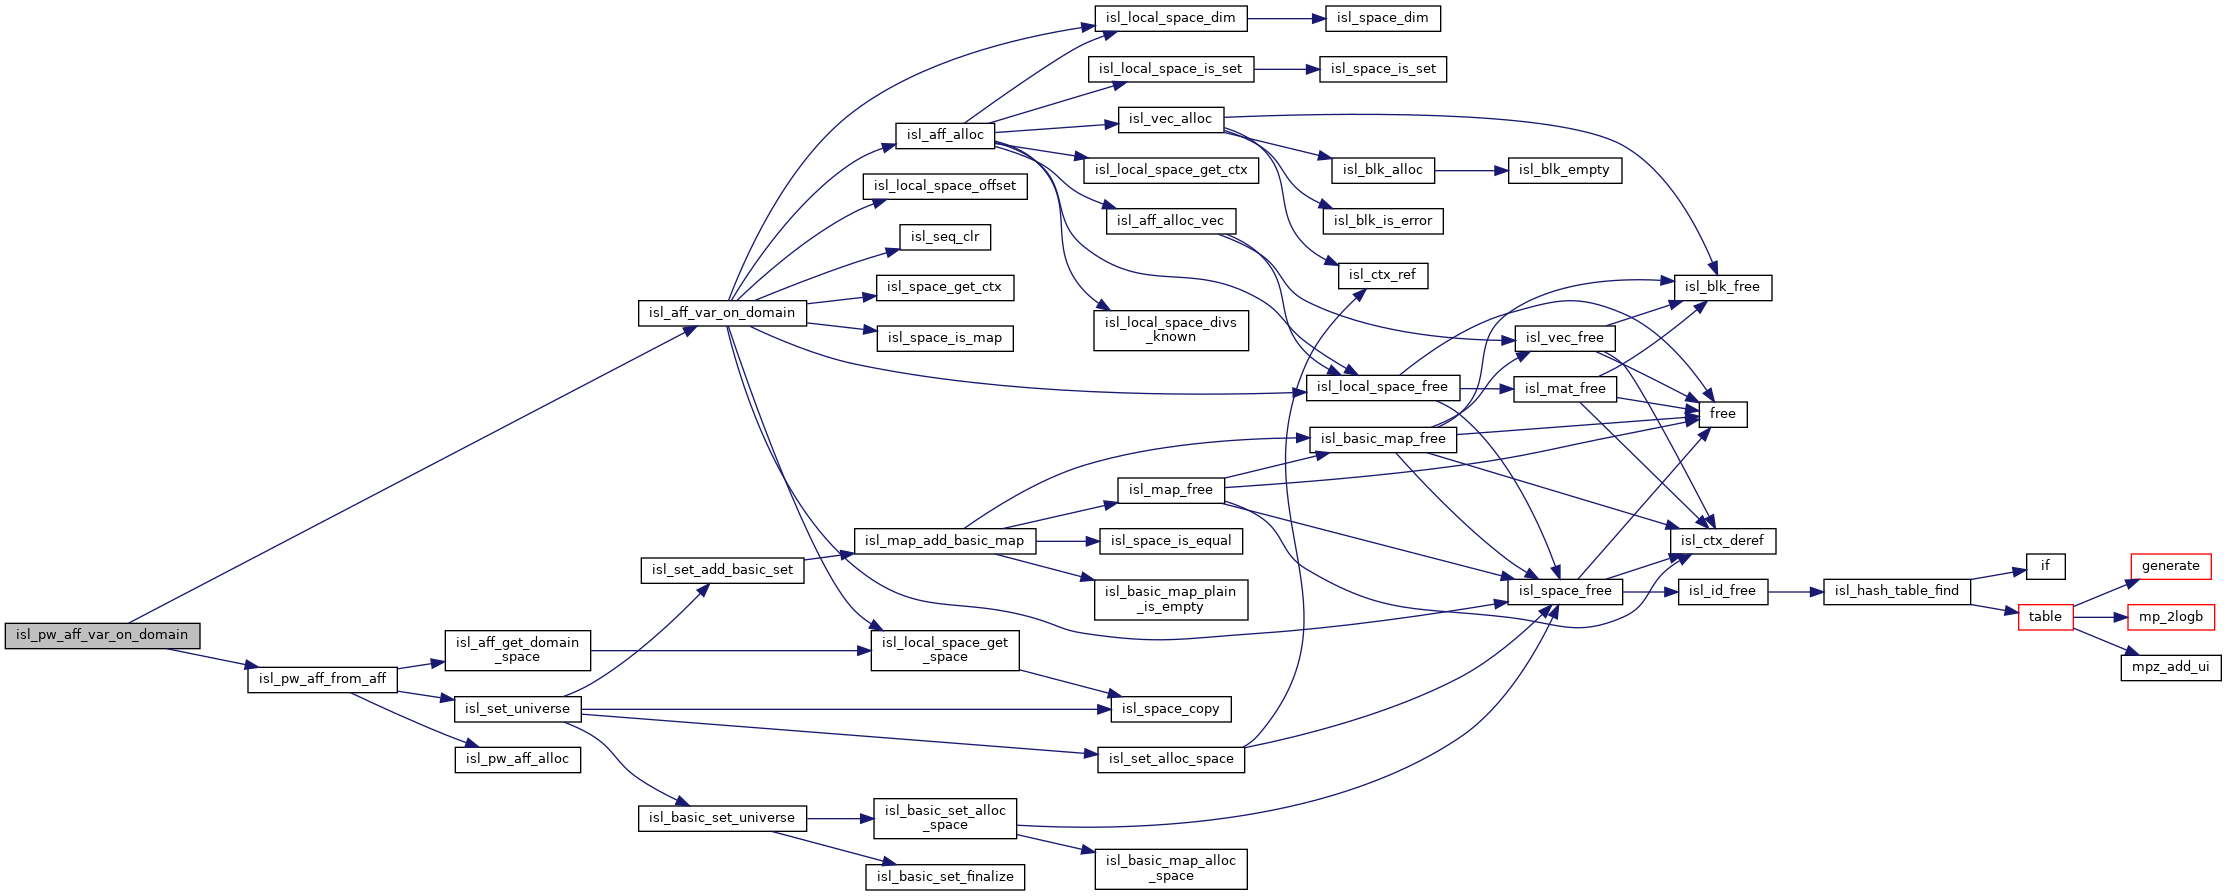 isl_pw_aff_var_on_domain
isl_aff_var_on_domain
isl_pw_aff_from_aff
isl_aff_get_domain
_space
isl_set_universe
isl_pw_aff_alloc
isl_set_add_basic_set
isl_basic_set_universe
isl_aff_alloc
isl_local_space_offset
isl_seq_clr
isl_space_get_ctx
isl_space_is_map
isl_map_add_basic_map
isl_local_space_get
_space
isl_basic_set_alloc
_space
isl_basic_set_finalize
isl_local_space_dim
isl_local_space_is_set
isl_vec_alloc
isl_local_space_get_ctx
isl_aff_alloc_vec
isl_local_space_divs
_known
isl_map_free
isl_space_is_equal
isl_basic_map_plain
_is_empty
isl_space_copy
isl_set_alloc_space
isl_basic_map_alloc
_space
isl_space_dim
isl_space_is_set
isl_blk_alloc
isl_blk_is_error
isl_ctx_ref
isl_local_space_free
isl_basic_map_free
isl_blk_empty
isl_vec_free
isl_mat_free
isl_space_free
isl_blk_free
free
isl_ctx_deref
isl_id_free
isl_hash_table_find
if
table
generate
mp_2logb
mpz_add_ui